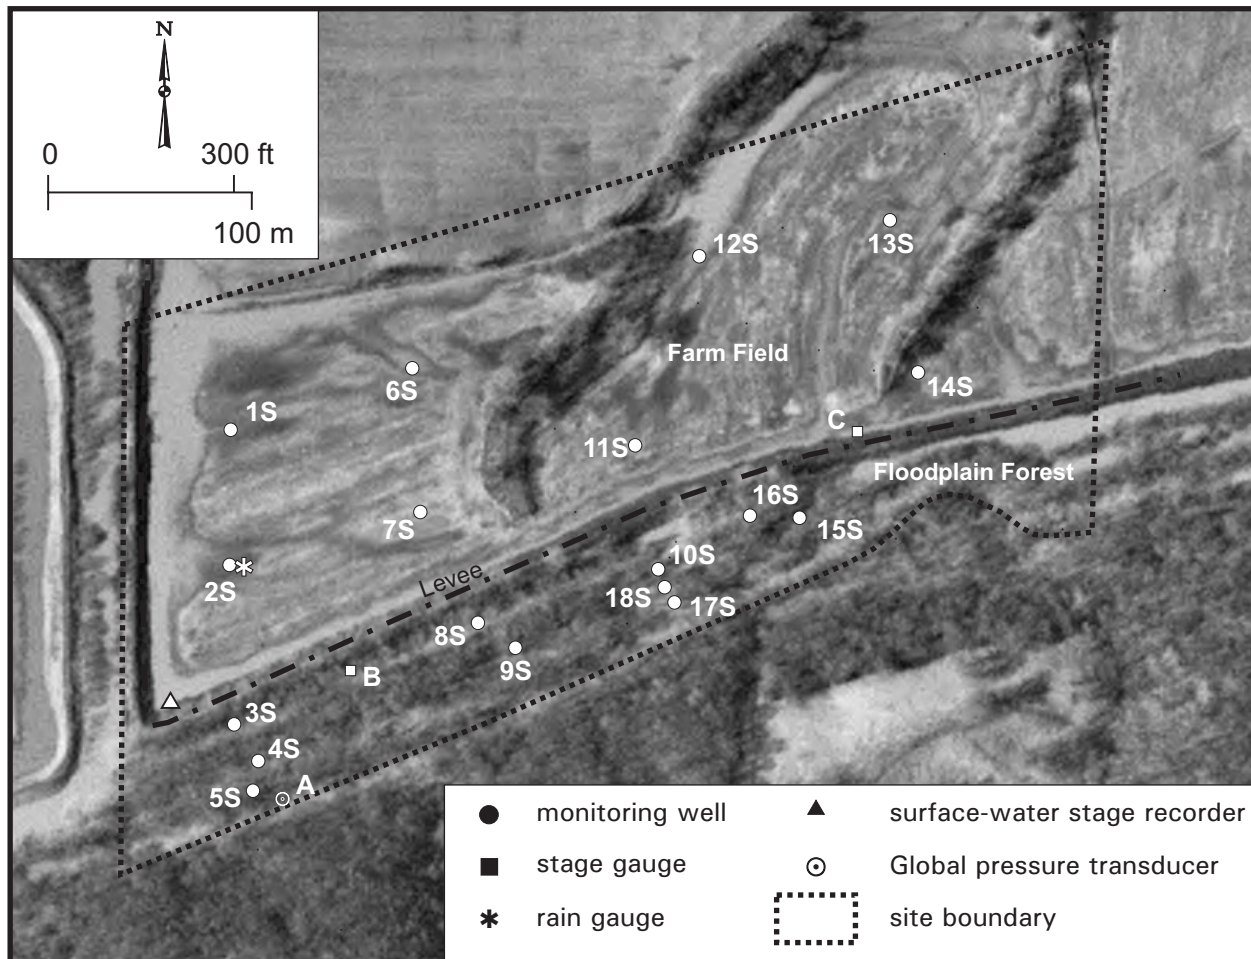 N
0 300 ft
100 m
12S
13S
Farm Field
6S
14S
1S
C
11S
Floodplain Forest
16S
7S
15S
10S
2S
Levee
18S
17S
8S
9S
B
3S
4S
5S
A
monitoring well
surface-water stage recorder
stage gauge
Global pressure transducer
rain gauge
site boundary